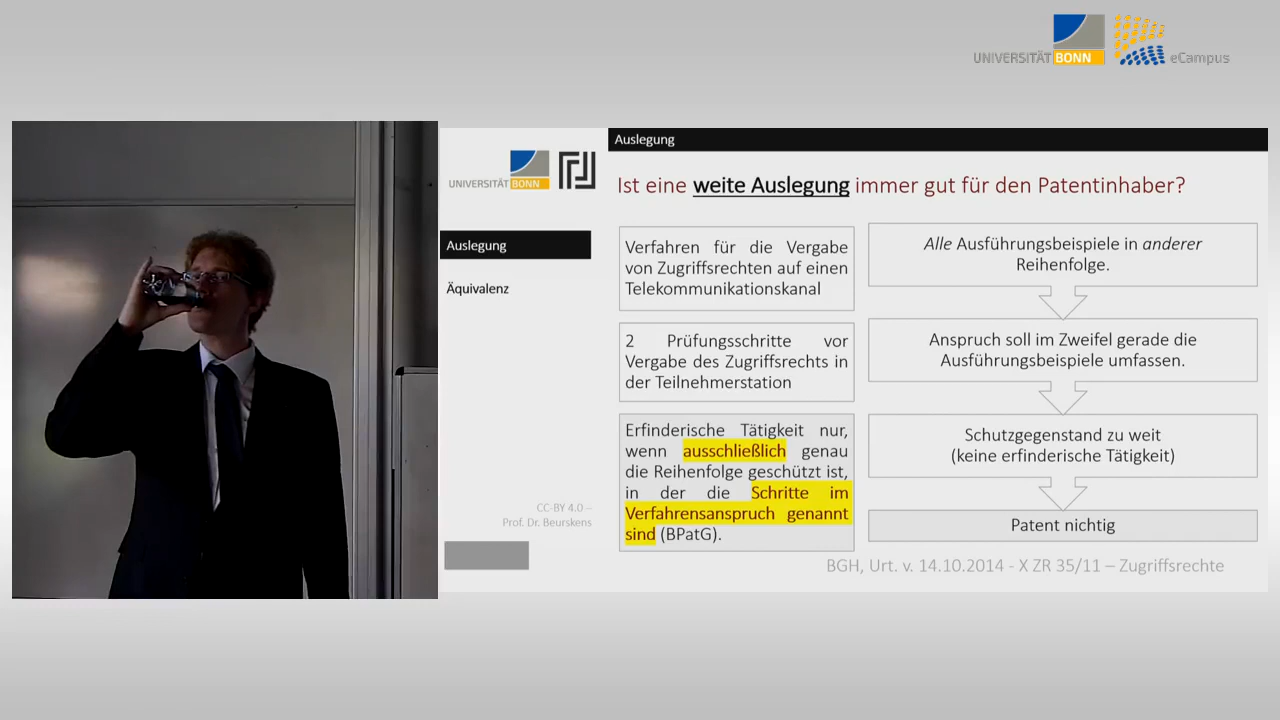 UNIVERSITÄT BONN eCampus
Auslegung
UNIVERSITÄT BONN
Ist eine weite Auslegung immer gut für den Patentinhaber?
Auslegung
Äquivalenz
Verfahren für die Vergabe
von Zugriffsrechten auf einen
Telekommunikationskanal
2 Prüfungsschritte vor
Vergabe des Zugriffsrechts in
der Teilnehmerstation
Erfinderische Tätigkeit nur,
wenn ausschließlich genau
die Reihenfolge geschützt ist,
in der die Schritte im
Verfahrensanspruch genannt
sind (BPatG).
Alle Ausführungsbeispiele in anderer
Reihenfolge.
Anspruch soll im Zweifel gerade die
Ausführungsbeispiele umfassen.
Schutzgegenstand zu weit
(keine erfinderische Tätigkeit)
Patent nichtig
CC-BY 4.0 –
Prof. Dr. Beurskens
BGH, Urt. v. 14.10.2014 - X ZR 35/11 – Zugriffsrechte